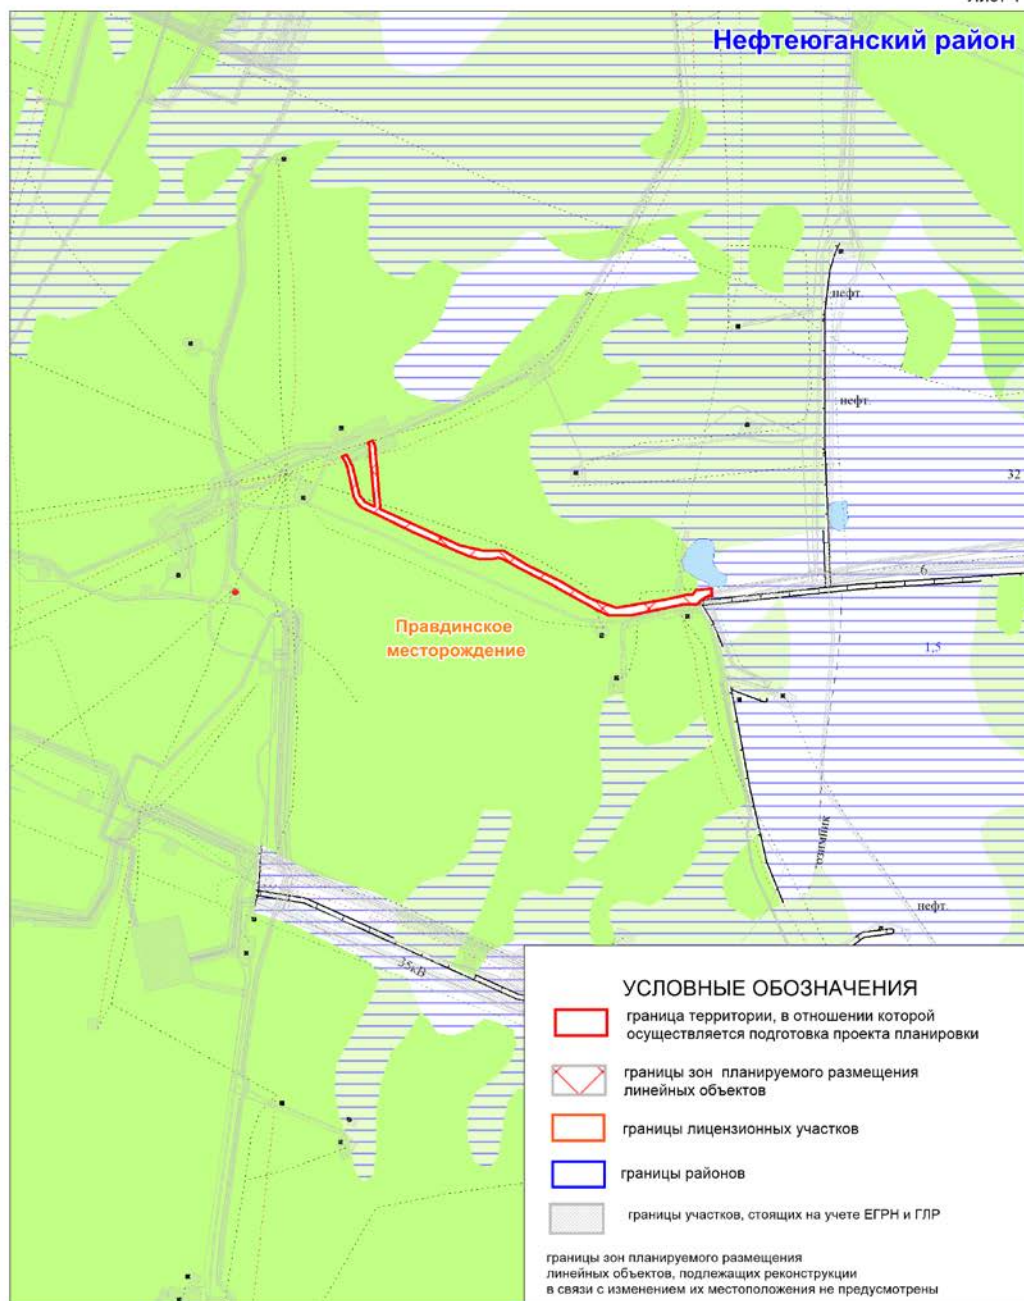 Нефтеюганский район
нефт.
нефт.
32
6
Правдинское
месторождение
1,5
озимник
нефт.
35кВ
УСЛОВНЫЕ ОБОЗНАЧЕНИЯ
граница территории, в отношении которой
осуществляется подготовка проекта планировки
границы зон планируемого размещения
линейных объектов
границы лицензионных участков
границы районов
границы участков, стоящих на учете ЕГРН и ГЛР
границы зон планируемого размещения
линейных объектов, подлежащих реконструкции
в связи с изменением их местоположения не предусмотрены